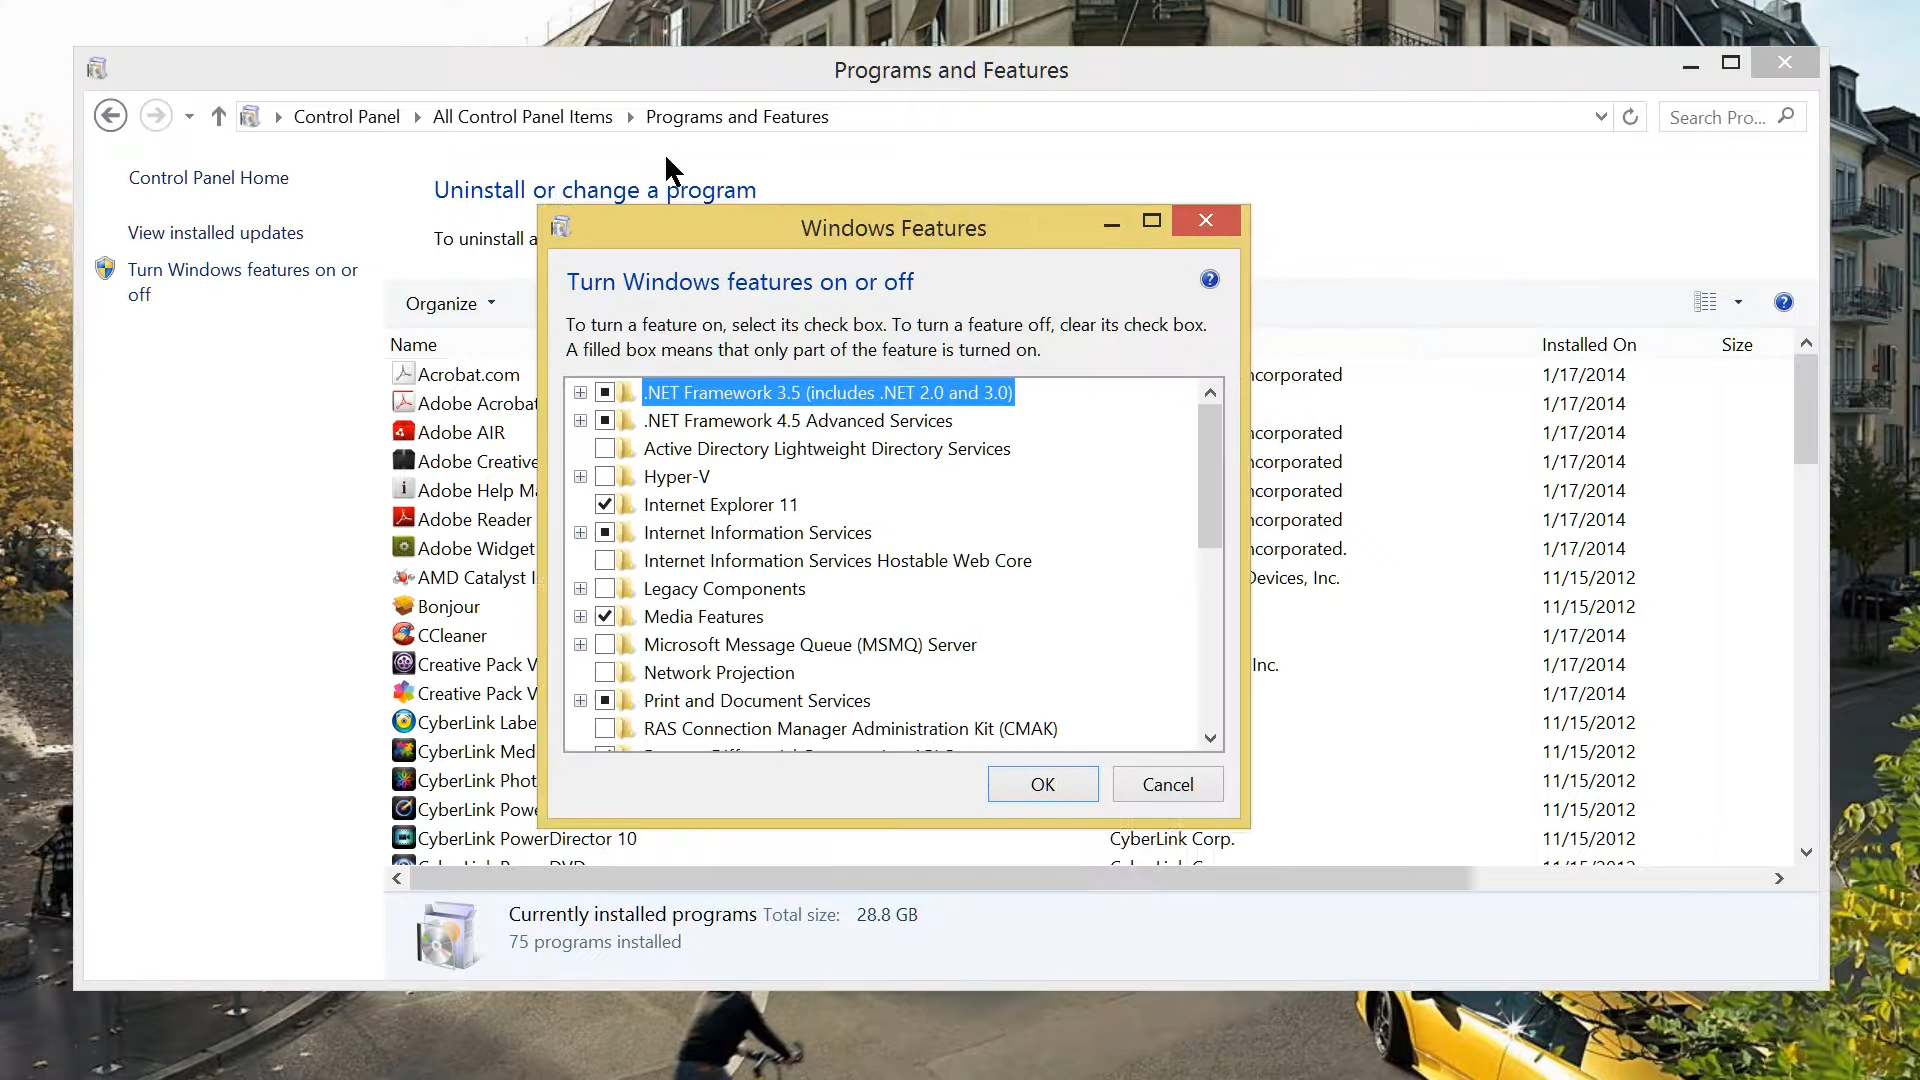 Programs and Features
Control Panel
All Control Panel Items
Programs and Features
Search Pro...
Control Panel Home
View installed updates
Turn Windows features on or
off
Uninstall or change a program
To uninstall a
Organize
Name
Installed On
Size
Acrobat.com
ncorporated
1/17/2014
Adobe Acrobat
1/17/2014
Adobe AIR
ncorporated
1/17/2014
Adobe Creative
ncorporated
1/17/2014
Adobe Help M
ncorporated
1/17/2014
Adobe Reader
ncorporated
1/17/2014
Adobe Widget
ncorporated.
1/17/2014
AMD Catalyst I
Devices, Inc.
11/15/2012
Bonjour
11/15/2012
CCleaner
1/17/2014
Creative Pack V
Inc.
1/17/2014
Creative Pack V
1/17/2014
CyberLink Labe
11/15/2012
CyberLink Med
11/15/2012
CyberLink Phot
11/15/2012
CyberLink Powe
11/15/2012
CyberLink PowerDirector 10
CyberLink Corp.
11/15/2012
Windows Features
Turn Windows features on or off
To turn a feature on, select its check box. To turn a feature off, clear its check box.
A filled box means that only part of the feature is turned on.
.NET Framework 3.5 (includes .NET 2.0 and 3.0)
.NET Framework 4.5 Advanced Services
Active Directory Lightweight Directory Services
Hyper-V
Internet Explorer 11
Internet Information Services
Internet Information Services Hostable Web Core
Legacy Components
Media Features
Microsoft Message Queue (MSMQ) Server
Network Projection
Print and Document Services
RAS Connection Manager Administration Kit (CMAK)
OK
Cancel
Currently installed programs Total size: 28.8 GB
75 programs installed